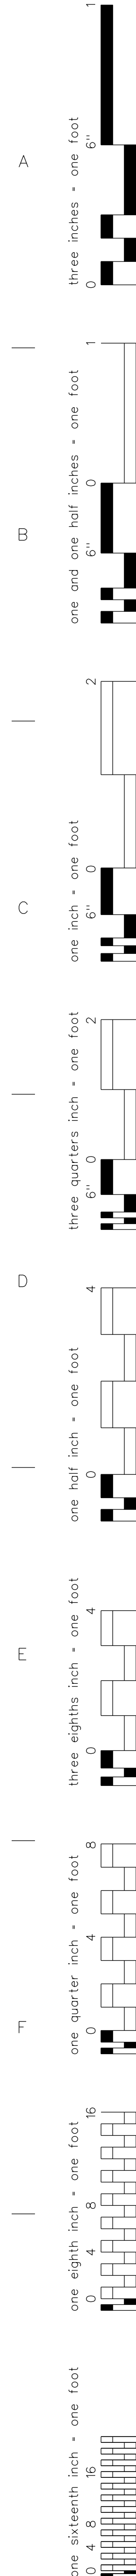 A
three inches = one foot
0 6" 1
B
one and one half inches = one foot
6" 0 1
C
one inch = one foot
6" 0 2
three quarters inch = one foot
6" 0 2
D
one half inch = one foot
0 4
E
three eighths inch = one foot
0 4
F
one quarter inch = one foot
0 4 8
one eighth inch = one foot
0 4 8 16
one sixteenth inch = one foot
0 4 8 16